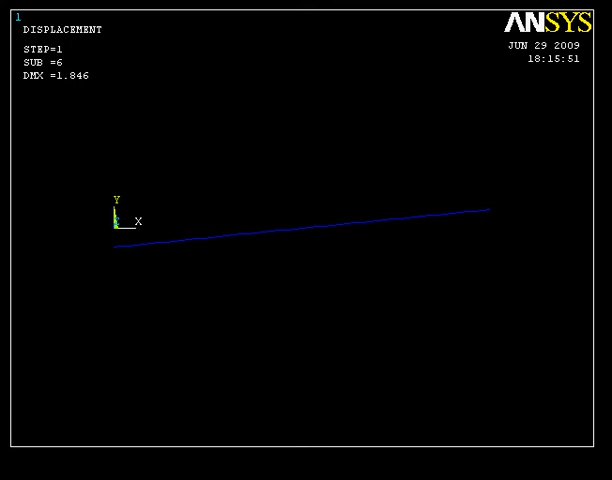 1
ANSYS
DISPLACEMENT
STEP=1
SUB =6
DMX =1.846
JUN 29 2009
18:15:51
Y
X